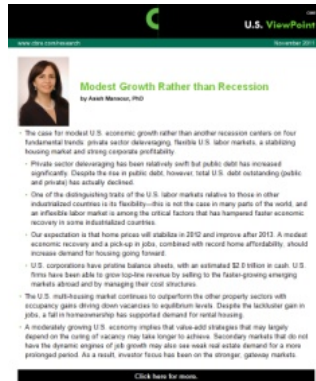 CBRE
U.S. ViewPoint
www.cbre.com/research
November 2011
Modest Growth Rather than Recession
by Asieh Mansour, PhD
• The case for modest U.S. economic growth rather than another recession centers on four
fundamental trends: private sector deleveraging, flexible U.S. labor markets, a stabilizing
housing market and strong corporate profitability.
• Private sector deleveraging has been relatively swift but public debt has increased
significantly. Despite the rise in public debt, however, total U.S. debt outstanding (public
and private) has actually declined.
• One of the distinguishing traits of the U.S. labor markets relative to those in other
industrialized countries is its flexibility—this is not the case in many parts of the world, and
an inflexible labor market is among the critical factors that has hampered faster economic
recovery in some industrialized countries.
• Our expectation is that home prices will stabilize in 2012 and improve after 2013. A modest
economic recovery and a pick-up in jobs, combined with record home affordability, should
increase demand for housing going forward.
• U.S. corporations have pristine balance sheets, with an estimated $2.0 trillion in cash. U.S.
firms have been able to grow top-line revenue by selling to the faster-growing emerging
markets abroad and by managing their cost structures.
• The U.S. multi-housing market continues to outperform the other property sectors with
occupancy gains driving down vacancies to equilibrium levels. Despite the lackluster gain in
jobs, a fall in homeownership has supported demand for rental housing.
• A moderately growing U.S. economy implies that value-add strategies that may largely
depend on the curing of vacancy may take longer to achieve. Secondary markets that do not
have the dynamic engines of job growth may also see weak real estate demand for a more
prolonged period. As a result, investor focus has been on the stronger, gateway markets.
Click here for more.